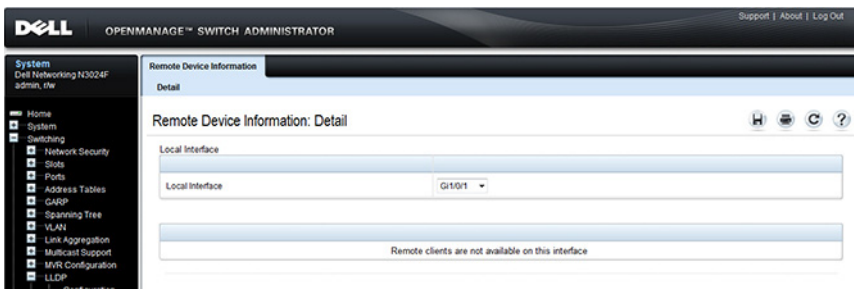 Support | About | Log Out
DELL OPENMANAGE™ SWITCH ADMINISTRATOR
System
Dell Networking N3024F
admin, r/w
Home
System
Switching
Network Security
Slots
Ports
Address Tables
GARP
Spanning Tree
VLAN
Link Aggregation
Multicast Support
MVR Configuration
LLDP
Remote Device Information
Detail
Remote Device Information: Detail
Local Interface
Local Interface Gi1/0/1
Remote clients are not available on this interface